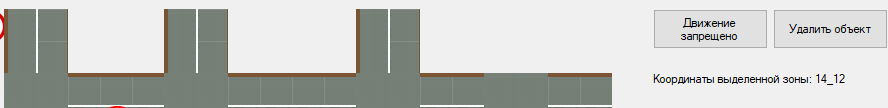 Движение
запрещено
Удалить объект
Координаты выделенной зоны: 14_12